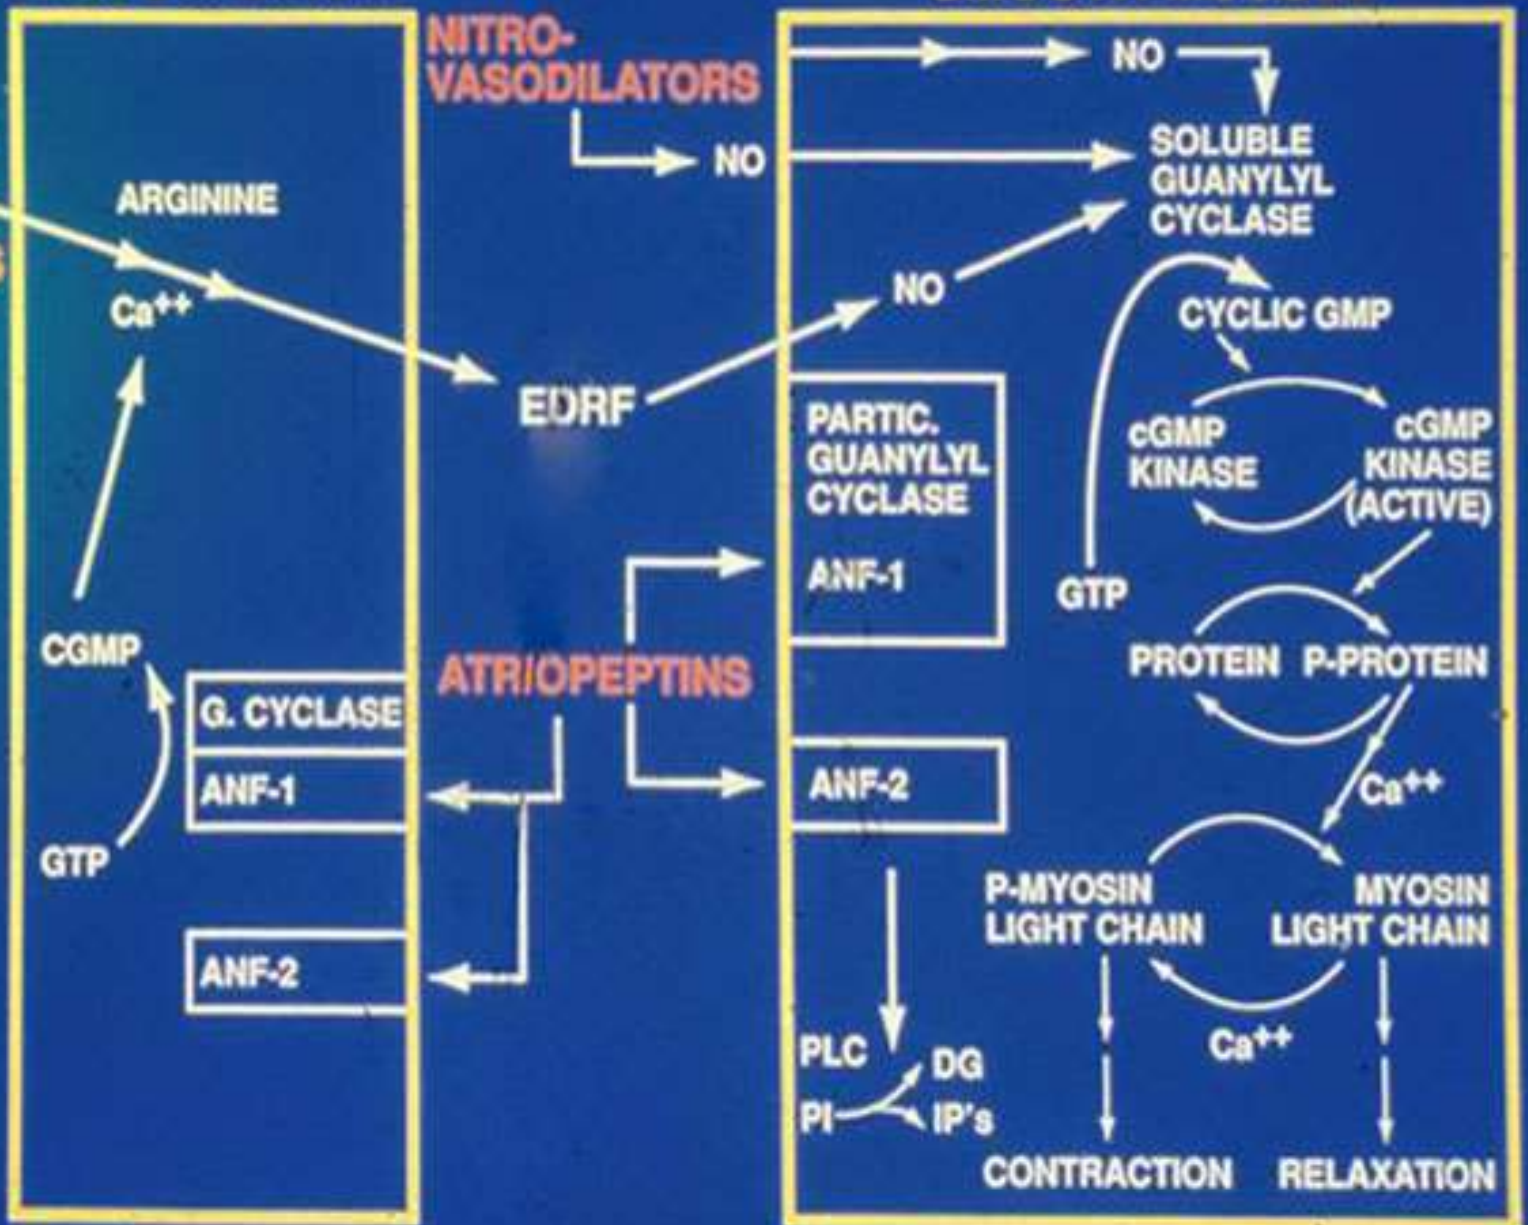 NITRO-
VASODILATORS
NO
NO
SOLUBLE
GUANYLYL
CYCLASE
ARGININE
Ca++
NO
CYCLIC GMP
EDRF
PARTIC.
GUANYLYL
CYCLASE
ANF-1
cGMP
KINASE
cGMP
KINASE
(ACTIVE)
GTP
CGMP
G. CYCLASE
ANF-1
GTP
ANF-2
ATRIOPEPTINS
PROTEIN P-PROTEIN
ANF-2
Ca++
P-MYOSIN
LIGHT CHAIN
MYOSIN
LIGHT CHAIN
Ca++
PLC
DG
PI
IP's
CONTRACTION RELAXATION